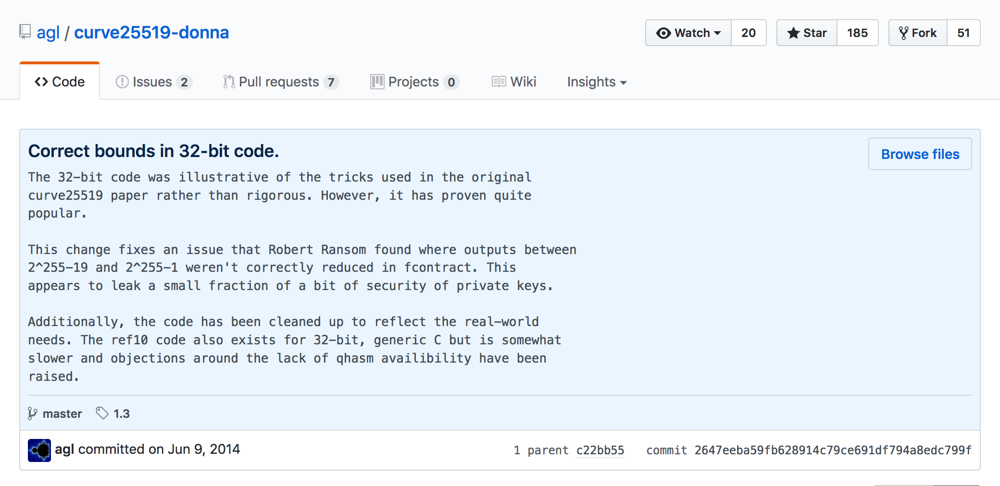 agl / curve25519-donna
Watch 20 Star 185 Fork 51
Code Issues 2 Pull requests 7 Projects 0 Wiki Insights
Correct bounds in 32-bit code.
Browse files
The 32-bit code was illustrative of the tricks used in the original
curve25519 paper rather than rigorous. However, it has proven quite
popular.
This change fixes an issue that Robert Ransom found where outputs between
2^255-19 and 2^255-1 weren't correctly reduced in fcontract. This
appears to leak a small fraction of a bit of security of private keys.
Additionally, the code has been cleaned up to reflect the real-world
needs. The ref10 code also exists for 32-bit, generic C but is somewhat
slower and objections around the lack of qhasm availibility have been
raised.
master 1.3
agl committed on Jun 9, 2014 1 parent c22bb55 commit 2647eeba59fb628914c79ce691df794a8edc799f